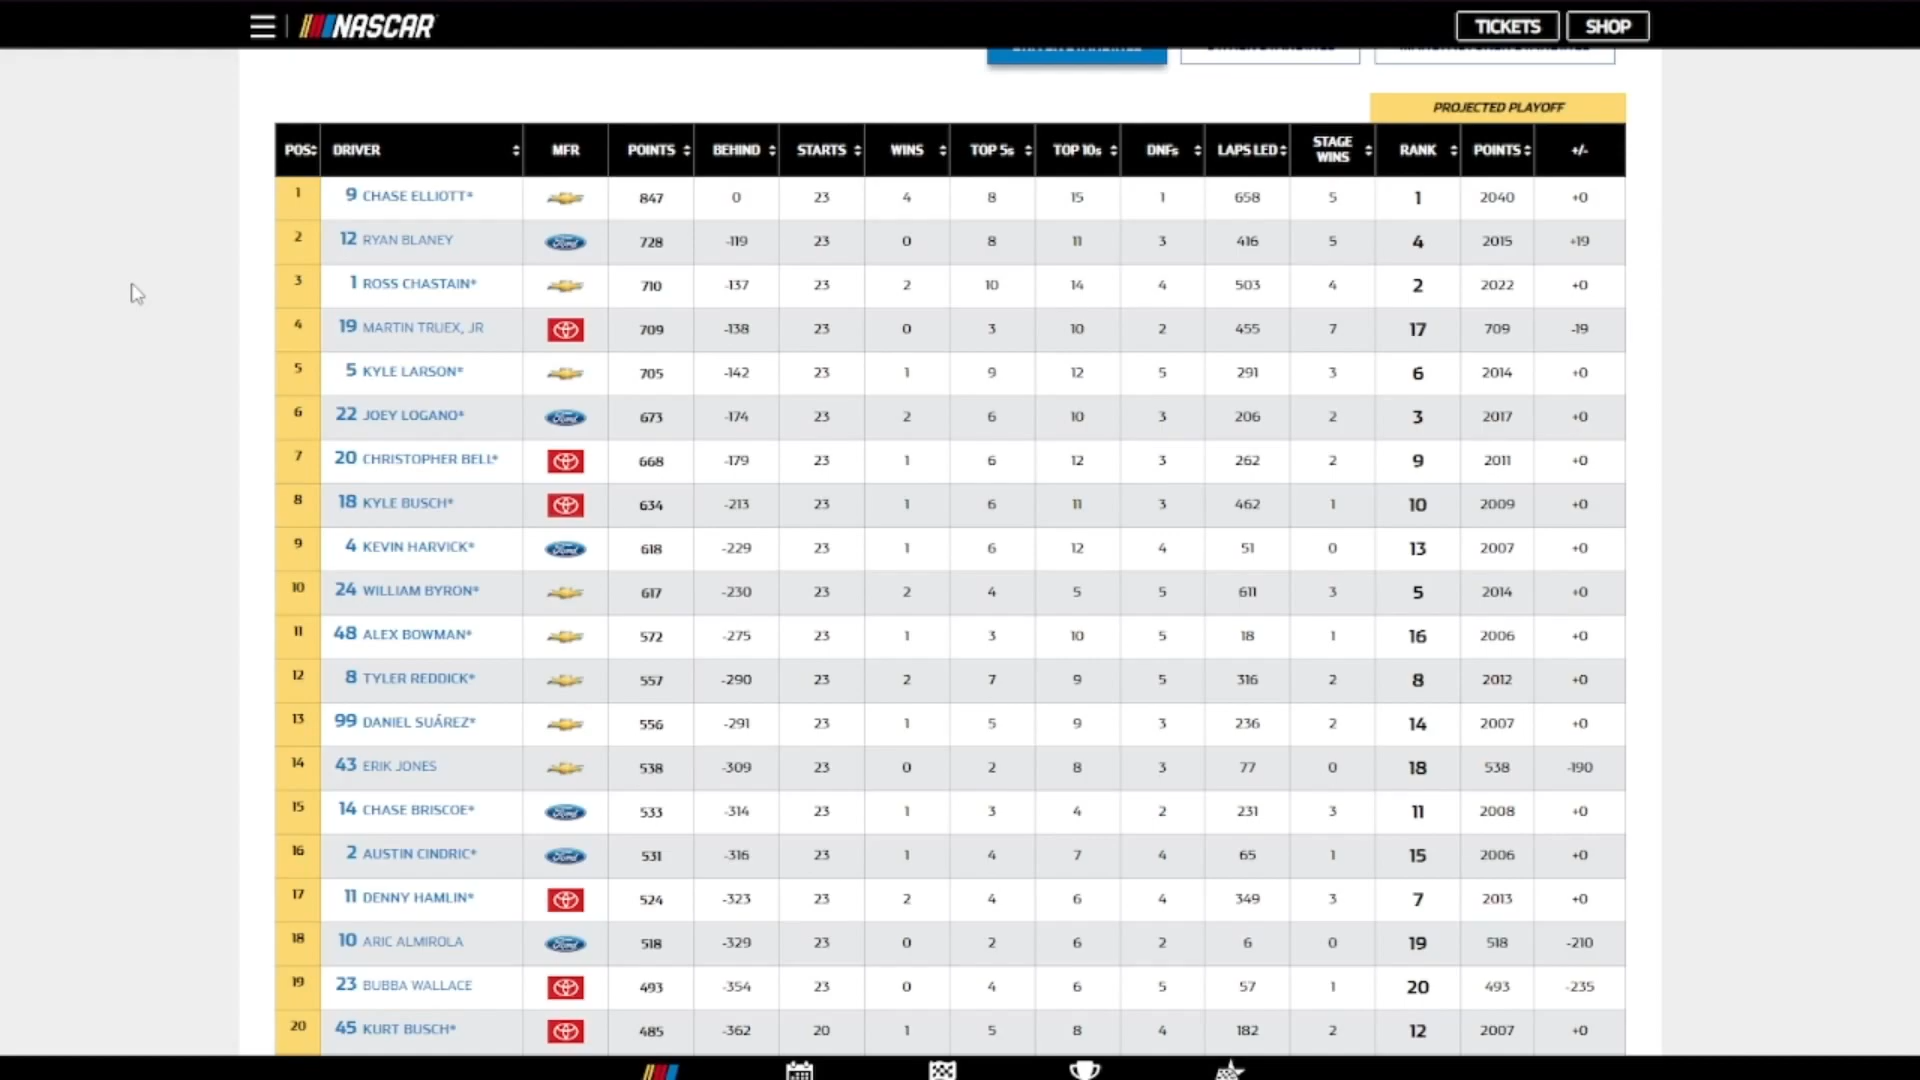 NASCAR TICKETS SHOP
PROJECTED PLAYOFF
POS DRIVER MFR POINTS BEHIND STARTS WINS TOP 5s TOP 10s DNFs LAPS LED STAGE WINS RANK POINTS +/-
1 9 CHASE ELLIOTT* 847 0 23 4 8 15 1 658 5 1 2040 +0
2 12 RYAN BLANEY Ford 728 -119 23 0 8 11 3 416 5 4 2015 +19
3 1 ROSS CHASTAIN* 710 -137 23 2 10 14 4 503 4 2 2022 +0
4 19 MARTIN TRUEX, JR 709 -138 23 0 3 10 2 455 7 17 709 -19
5 5 KYLE LARSON* 705 -142 23 1 9 12 5 291 3 6 2014 +0
6 22 JOEY LOGANO* Ford 673 -174 23 2 6 10 3 206 2 3 2017 +0
7 20 CHRISTOPHER BELL* 668 -179 23 1 6 12 3 262 2 9 2011 +0
8 18 KYLE BUSCH* 634 -213 23 1 6 11 3 462 1 10 2009 +0
9 4 KEVIN HARVICK* Ford 618 -229 23 1 6 12 4 51 0 13 2007 +0
10 24 WILLIAM BYRON* 617 -230 23 2 4 5 5 611 3 5 2014 +0
11 48 ALEX BOWMAN* 572 -275 23 1 3 10 5 18 1 16 2006 +0
12 8 TYLER REDDICK* 557 -290 23 2 7 9 5 316 2 8 2012 +0
13 99 DANIEL SUÁREZ* 556 -291 23 1 5 9 3 236 2 14 2007 +0
14 43 ERIK JONES 538 -309 23 0 2 8 3 77 0 18 538 -190
15 14 CHASE BRISCOE* Ford 533 -314 23 1 3 4 2 231 3 11 2008 +0
16 2 AUSTIN CINDRIC* Ford 531 -316 23 1 4 7 4 65 1 15 2006 +0
17 11 DENNY HAMLIN* 524 -323 23 2 4 6 4 349 3 7 2013 +0
18 10 ARIC ALMIROLA Ford 518 -329 23 0 2 6 2 6 0 19 518 -210
19 23 BUBBA WALLACE 493 -354 23 0 4 6 5 57 1 20 493 -235
20 45 KURT BUSCH* 485 -362 20 1 5 8 4 182 2 12 2007 +0